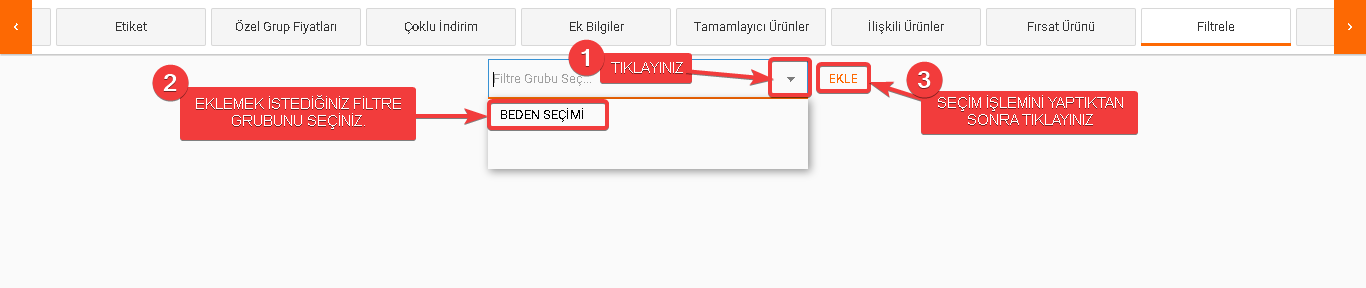 ‹ Etiket Özel Grup Fiyatları Çoklu İndirim Ek Bilgiler Tamamlayıcı Ürünler İlişkili Ürünler Fırsat Ürünü Filtrele ›
1 TIKLAYINIZ
Filtre Grubu Seç... EKLE
2
EKLEMEK İSTEDİĞİNİZ FİLTRE
GRUBUNU SEÇİNİZ.
BEDEN SEÇİMİ
3
SEÇİM İŞLEMİNİ YAPTIKTAN
SONRA TIKLAYINIZ